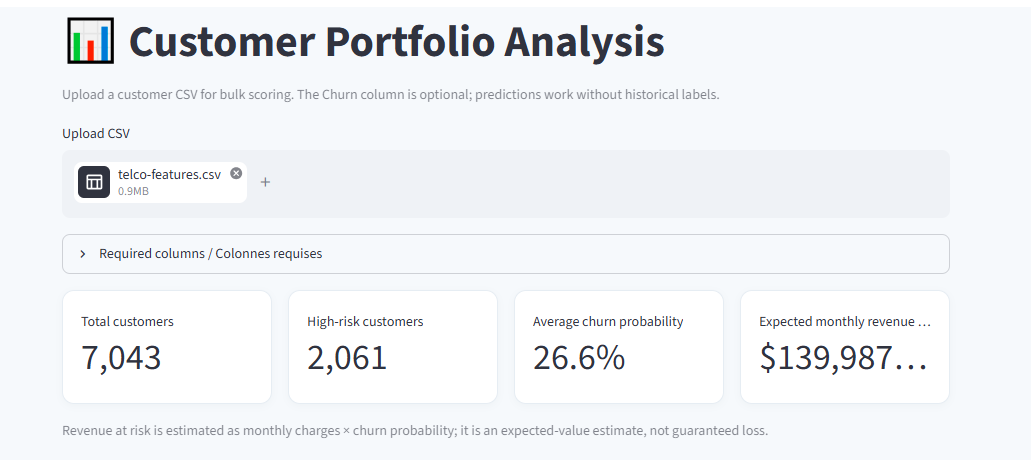 Customer Portfolio Analysis
Upload a customer CSV for bulk scoring. The Churn column is optional; predictions work without historical labels.
Upload CSV
telco-features.csv
0.9MB
Required columns / Colonnes requises
Total customers
7,043
High-risk customers
2,061
Average churn probability
26.6%
Expected monthly revenue …
$139,987…
Revenue at risk is estimated as monthly charges × churn probability; it is an expected-value estimate, not guaranteed loss.